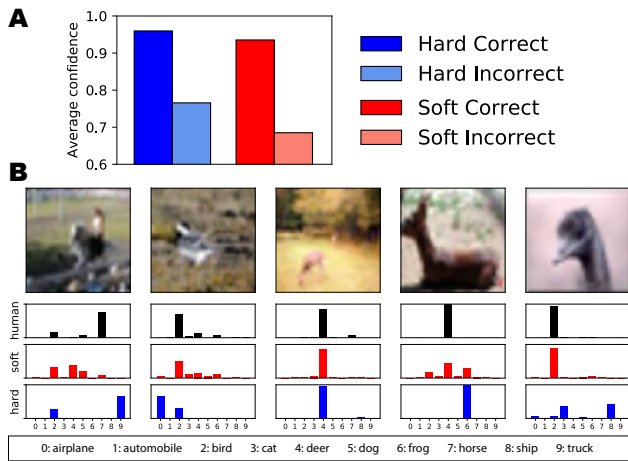 A
1.0
0.9
0.8
0.7
0.6
Average confidence
Hard Correct
Hard Incorrect
Soft Correct
Soft Incorrect
B
human
soft
hard
0 1 2 3 4 5 6 7 8 9
0 1 2 3 4 5 6 7 8 9
0 1 2 3 4 5 6 7 8 9
0 1 2 3 4 5 6 7 8 9
0 1 2 3 4 5 6 7 8 9
0: airplane 1: automobile 2: bird 3: cat 4: deer 5: dog 6: frog 7: horse 8: ship 9: truck